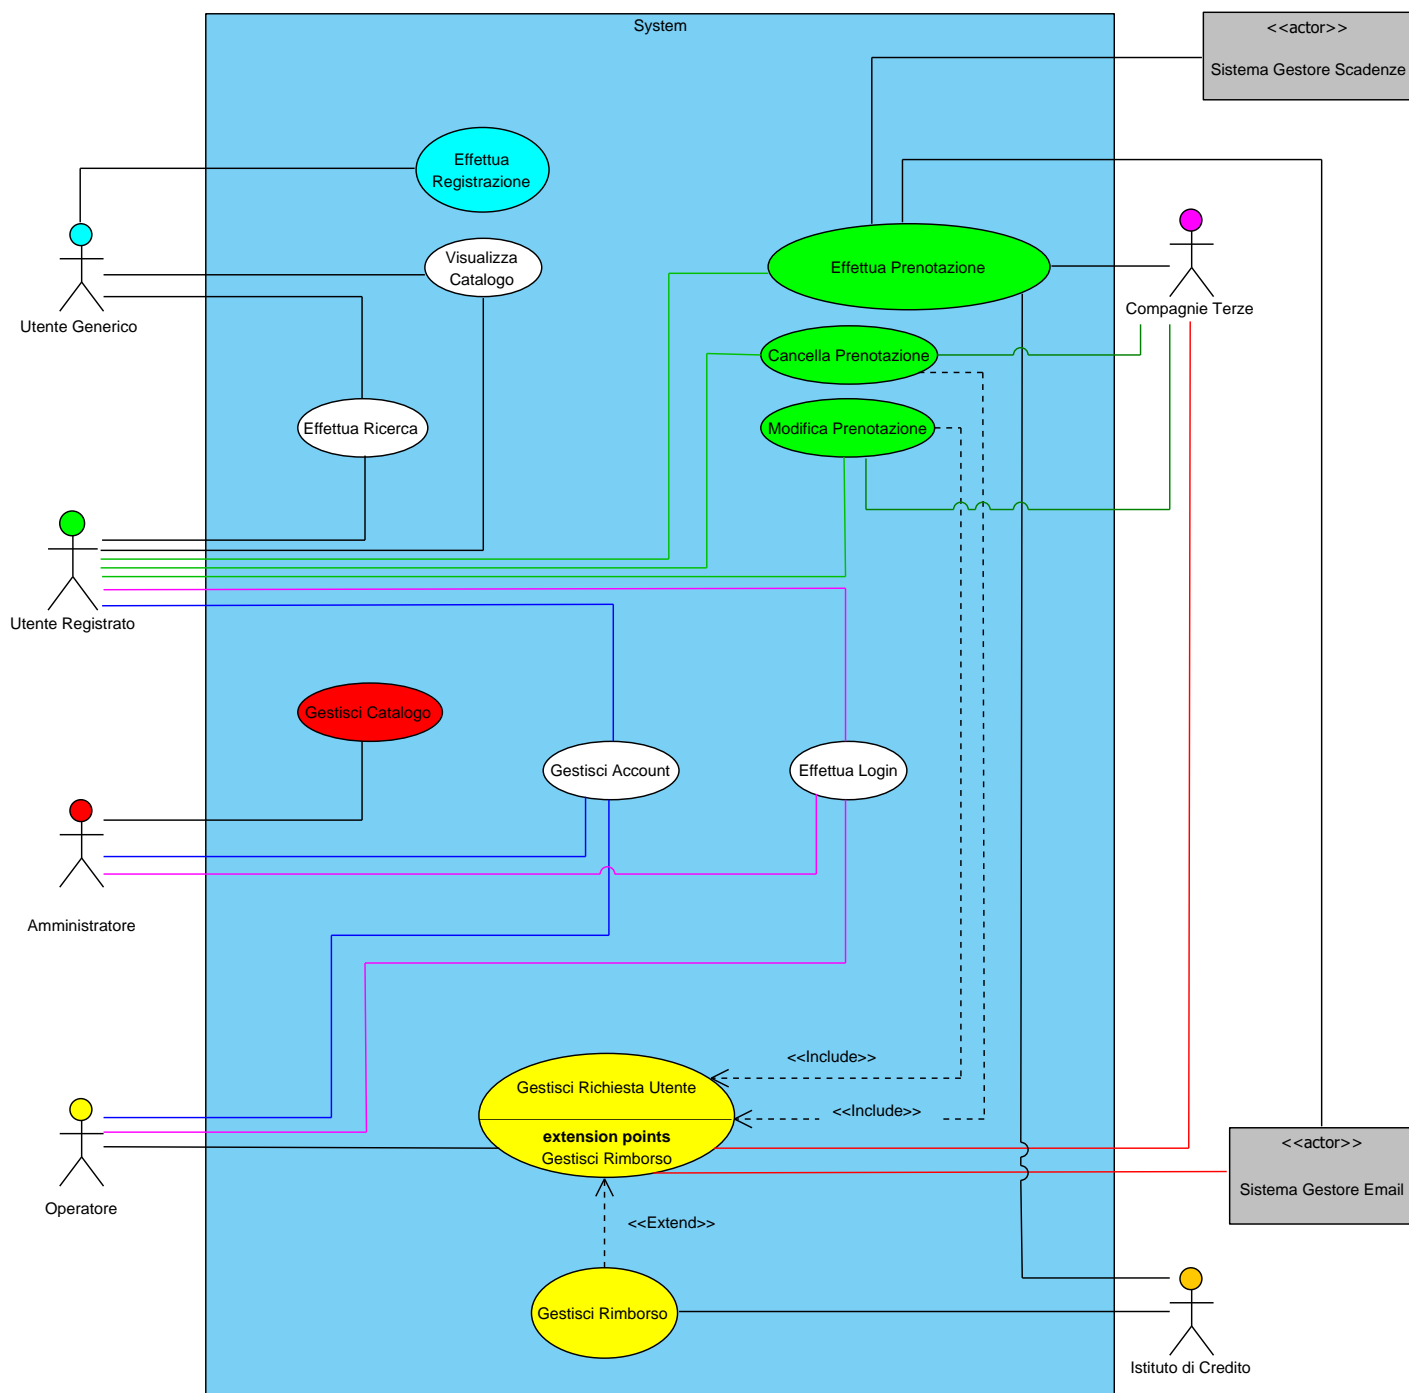 System
<<actor>>
Sistema Gestore Scadenze
Effettua
Registrazione
Visualizza
Catalogo
Effettua Prenotazione
Utente Generico
Compagnie Terze
Cancella Prenotazione
Effettua Ricerca
Modifica Prenotazione
Utente Registrato
Gestisci Catalogo
Gestisci Account
Effettua Login
Amministratore
<<Include>>
Gestisci Richiesta Utente
<<Include>>
extension points
Gestisci Rimborso
<<actor>>
Sistema Gestore Email
Operatore
<<Extend>>
Gestisci Rimborso
Istituto di Credito